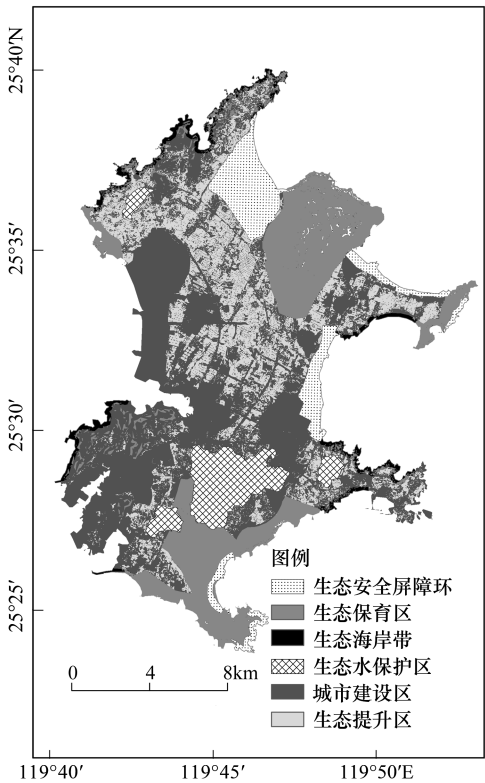 25°40′N
25°35′
25°30′
25°25′
图例
生态安全屏障环
生态保育区
生态海岸带
生态水保护区
城市建设区
生态提升区
0 4 8km
119°40′ 119°45′ 119°50′E